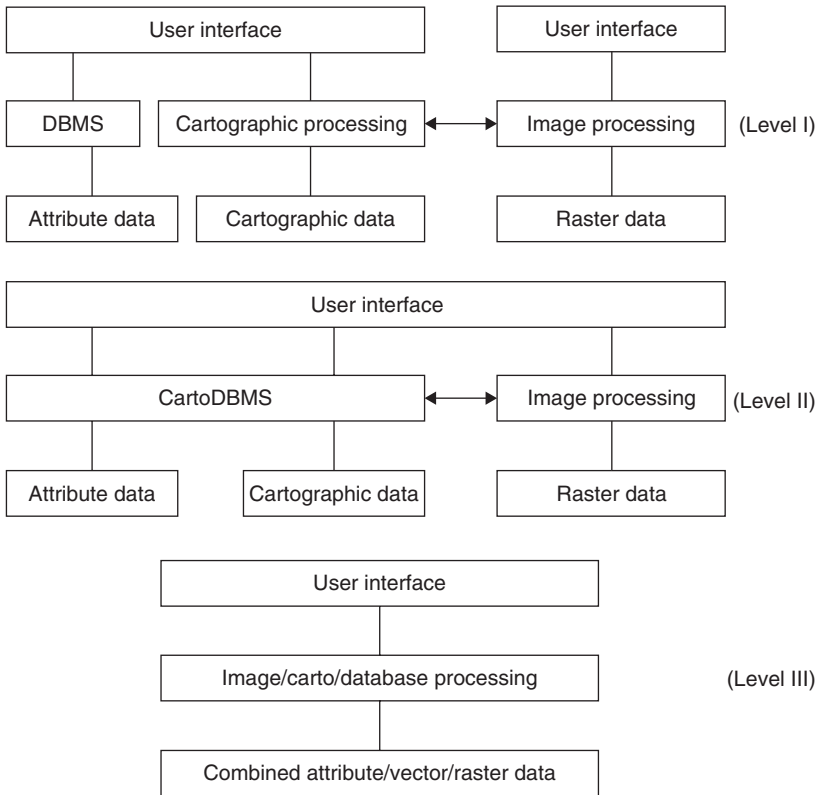 User interface
User interface
DBMS
Cartographic processing
Image processing
(Level I)
Attribute data
Cartographic data
Raster data
User interface
CartoDBMS
Image processing
(Level II)
Attribute data
Cartographic data
Raster data
User interface
Image/carto/database processing
(Level III)
Combined attribute/vector/raster data